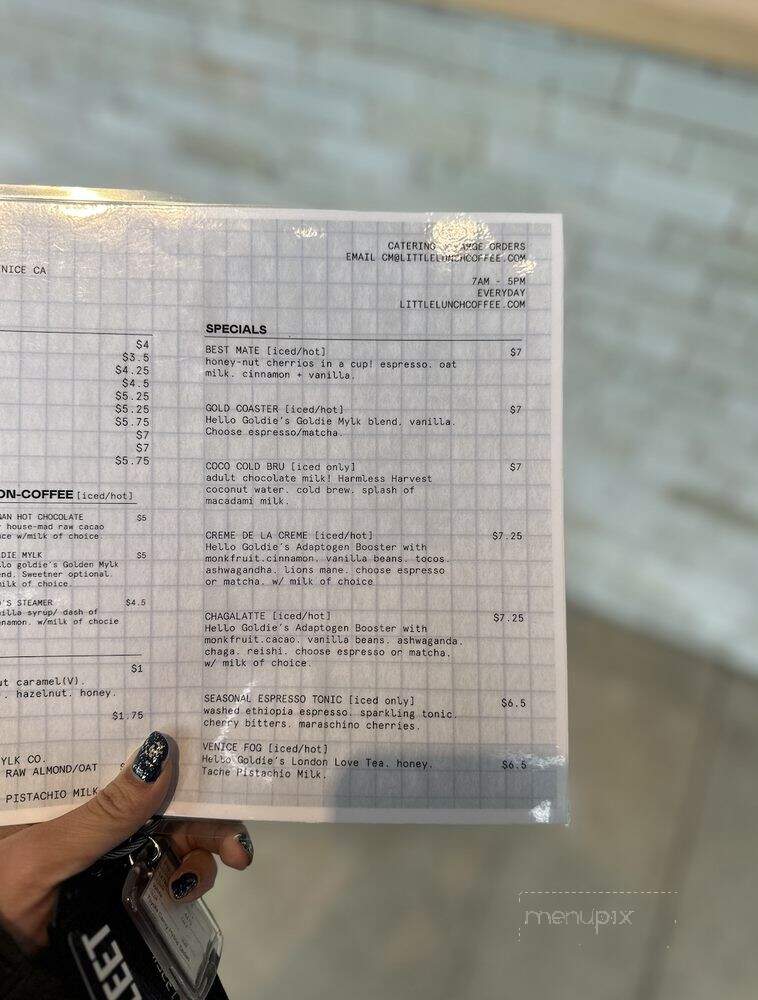 CATERING & LARGE ORDERS
EMAIL CM@LITTLELUNCHCOFFEE.COM
7AM - 5PM
EVERYDAY
LITTLELUNCHCOFFEE.COM
NICE CA
$4
$3.5
$4.25
$4.5
$5.25
$5.25
$5.75
$7
$7
$5.75
ON-COFFEE [iced/hot]
AN HOT CHOCOLATE $5
house-mad raw cacao
ce w/milk of choice
DIE MYLK $5
lo goldie's Golden Mylk
end. Sweetner optional.
milk of choice
'S STEAMER $4.5
illa syrup/ dash of
namon. w/milk of chocie
$1
ut caramel(V).
. hazelnut. honey.
$1.75
YLK CO.
RAW ALMOND/OAT
PISTACHIO MILK
SPECIALS
BEST MATE [iced/hot] $7
honey-nut cherrios in a cup! espresso. oat
milk. cinnamon + vanilla.
GOLD COASTER [iced/hot] $7
Hello Goldie's Goldie Mylk blend. vanilla.
Choose espresso/matcha.
COCO COLD BRU [iced only] $7
adult chocolate milk! Harmless Harvest
coconut water. cold brew. splash of
macadami milk.
CREME DE LA CREME [iced/hot] $7.25
Hello Goldie's Adaptogen Booster with
monkfruit.cinnamon. vanilla beans. tocos.
ashwagandha. lions mane. choose espresso
or matcha. w/ milk of choice
CHAGALATTE [iced/hot] $7.25
Hello Goldie's Adaptogen Booster with
monkfruit.cacao. vanilla beans. ashwaganda.
chaga. reishi. choose espresso or matcha.
w/ milk of choice.
SEASONAL ESPRESSO TONIC [iced only] $6.5
washed ethiopia espresso. sparkling tonic.
cherry bitters. maraschino cherries.
VENICE FOG [iced/hot]
Hello Goldie's London Love Tea. honey. $6.5
Tache Pistachio Milk.
LEET
menupix